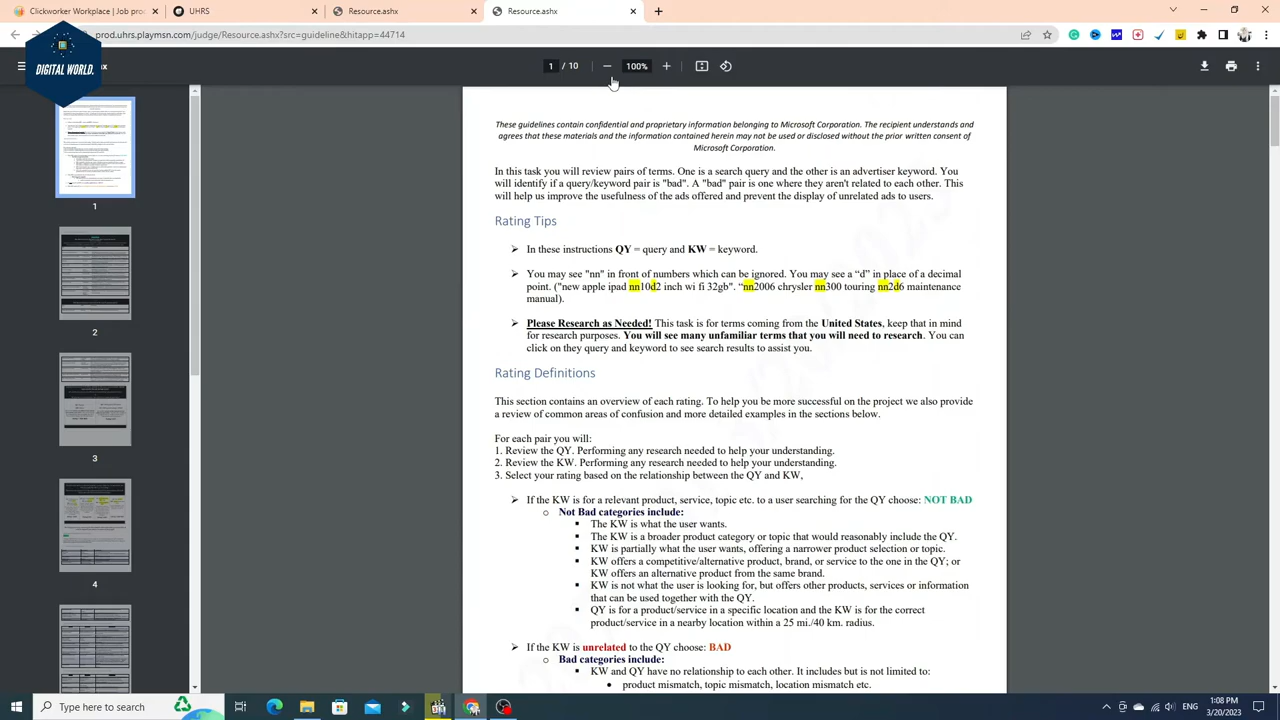 Clickworker Workplace | Job pro
UHRS
Resource.ashx
Resource.ashx
prod.uhrs.playmsn.com/judge/Resource.ashx?src=guideline&hitapp=44714
DIGITAL WORLD.
1 / 10
100%
These guidelines contain confidential and proprietary information belonging to Microsoft Corporation. The recipient understands and
agrees that these materials and the information contained herein may not be used or disclosed without the prior written consent of
Microsoft Corporation.
In this task you will review pairs of terms. One is a search query and the other is an advertiser keyword. You
will identify if a query/keyword pair is "bad". A "bad" pair is one where they aren't related to each other. This
will help us improve the usefulness of the ads offered and prevent the display of unrelated ads to users.
Rating Tips
➢ In these instructions QY = query and KW = keyword.
➢ You may see "nn" in front of numbers which can be ignored. You may see a “d” in place of a decimal
point. ("new apple ipad nn10d2 inch wi fi 32gb". “nn2006 chrysler nn300 touring nn2d6 maintenance
manual).
➢ Please Research as Needed! This task is for terms coming from the United States, keep that in mind
for research purposes. You will see many unfamiliar terms that you will need to research. You can
click on they query and keyword to see search results to assist you.
Rating Definitions
This section contains an overview of each rating. To help you be more successful on the project we also provide
a review of common areas of confusion and more detailed examples in the sections below.
For each pair you will:
1. Review the QY. Performing any research needed to help your understanding.
2. Review the KW. Performing any research needed to help your understanding.
3. Select your rating based on the relationship between the QY and KW,
➢ If the KW is for a relevant product, service, topic etc. to a user searching for the QY choose: NOT BAD
o Not Bad categories include:
▪ The KW is what the user wants.
▪ The KW is a broader product category or topic that would reasonably include the QY.
▪ KW is partially what the user wants, offering a narrower product selection or topic.
▪ KW offers a competitive/alternative product, brand, or service to the one in the QY; or
KW offers an alternative product from the same brand.
▪ KW is not what the user is looking for, but offers other products, services or information
that can be used together with the QY.
▪ QY is for a product/service in a specific location and the KW is for the correct
product/service in a nearby location within a 25 mi./40 km. radius.
➢ If the KW is unrelated to the QY choose: BAD
o Bad categories include:
▪ KW and QY have no relationship to each other. It includes but is not limited to:
• product mismatch, topic mismatch, location mismatch etc.
1
2
3
4
Type here to search
ENG
1:08 PM
3/20/2023